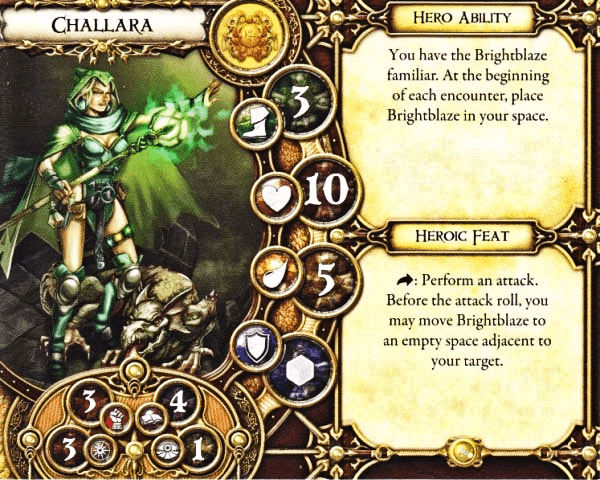 Challara
3
10
5
3
4
3
1
Hero Ability
You have the Brightblaze
familiar. At the beginning
of each encounter, place
Brightblaze in your space.
Heroic Feat
: Perform an attack.
Before the attack roll, you
may move Brightblaze to
an empty space adjacent to
your target.